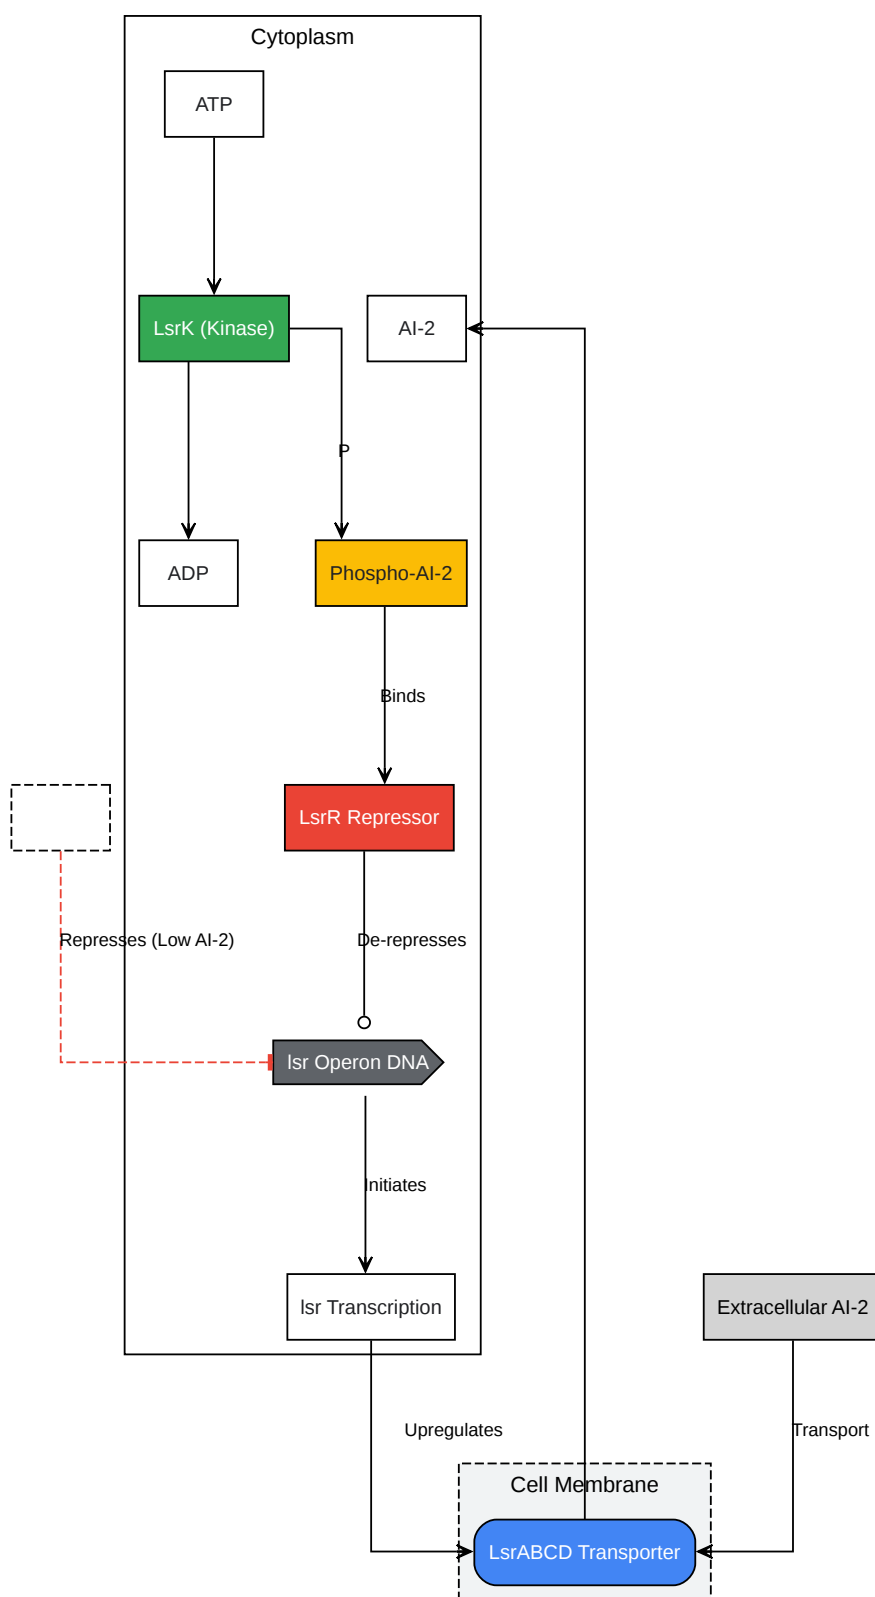 Cytoplasm
ATP
LsrK (Kinase)
AI-2
P
ADP
Phospho-AI-2
Binds
LsrR Repressor
Represses (Low AI-2)
De-represses
lsr Operon DNA
Initiates
lsr Transcription
Extracellular AI-2
Upregulates
Transport
Cell Membrane
LsrABCD Transporter